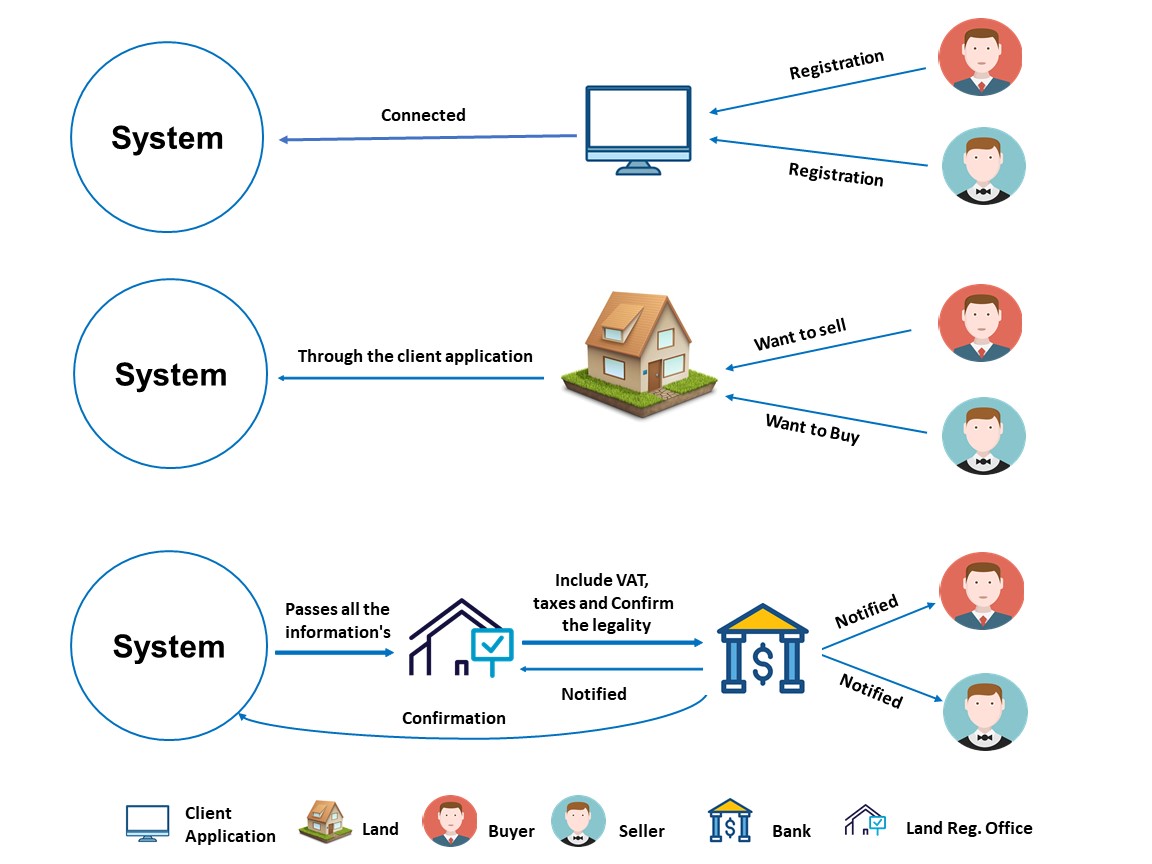 Registration
Connected
System
Registration
Want to sell
Through the client application
System
Want to Buy
Include VAT,
taxes and Confirm
the legality
Passes all the
information's
Notified
System
Notified
Notified
Confirmation
$
Client
Application
Land
Buyer
Seller
$
Bank
Land Reg. Office